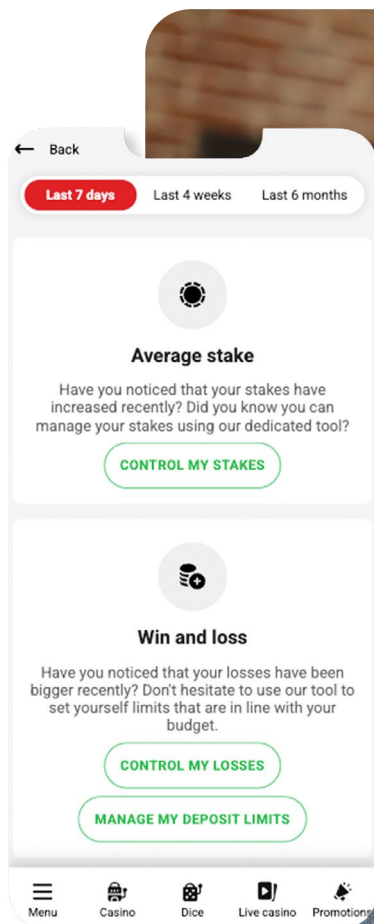 Back
Last 7 days Last 4 weeks Last 6 months
Average stake
Have you noticed that your stakes have
increased recently? Did you know you can
manage your stakes using our dedicated tool?
CONTROL MY STAKES
Win and loss
Have you noticed that your losses have been
bigger recently? Don't hesitate to use our tool to
set yourself limits that are in line with your
budget.
CONTROL MY LOSSES
MANAGE MY DEPOSIT LIMITS
Menu Casino Dice Live casino Promotions